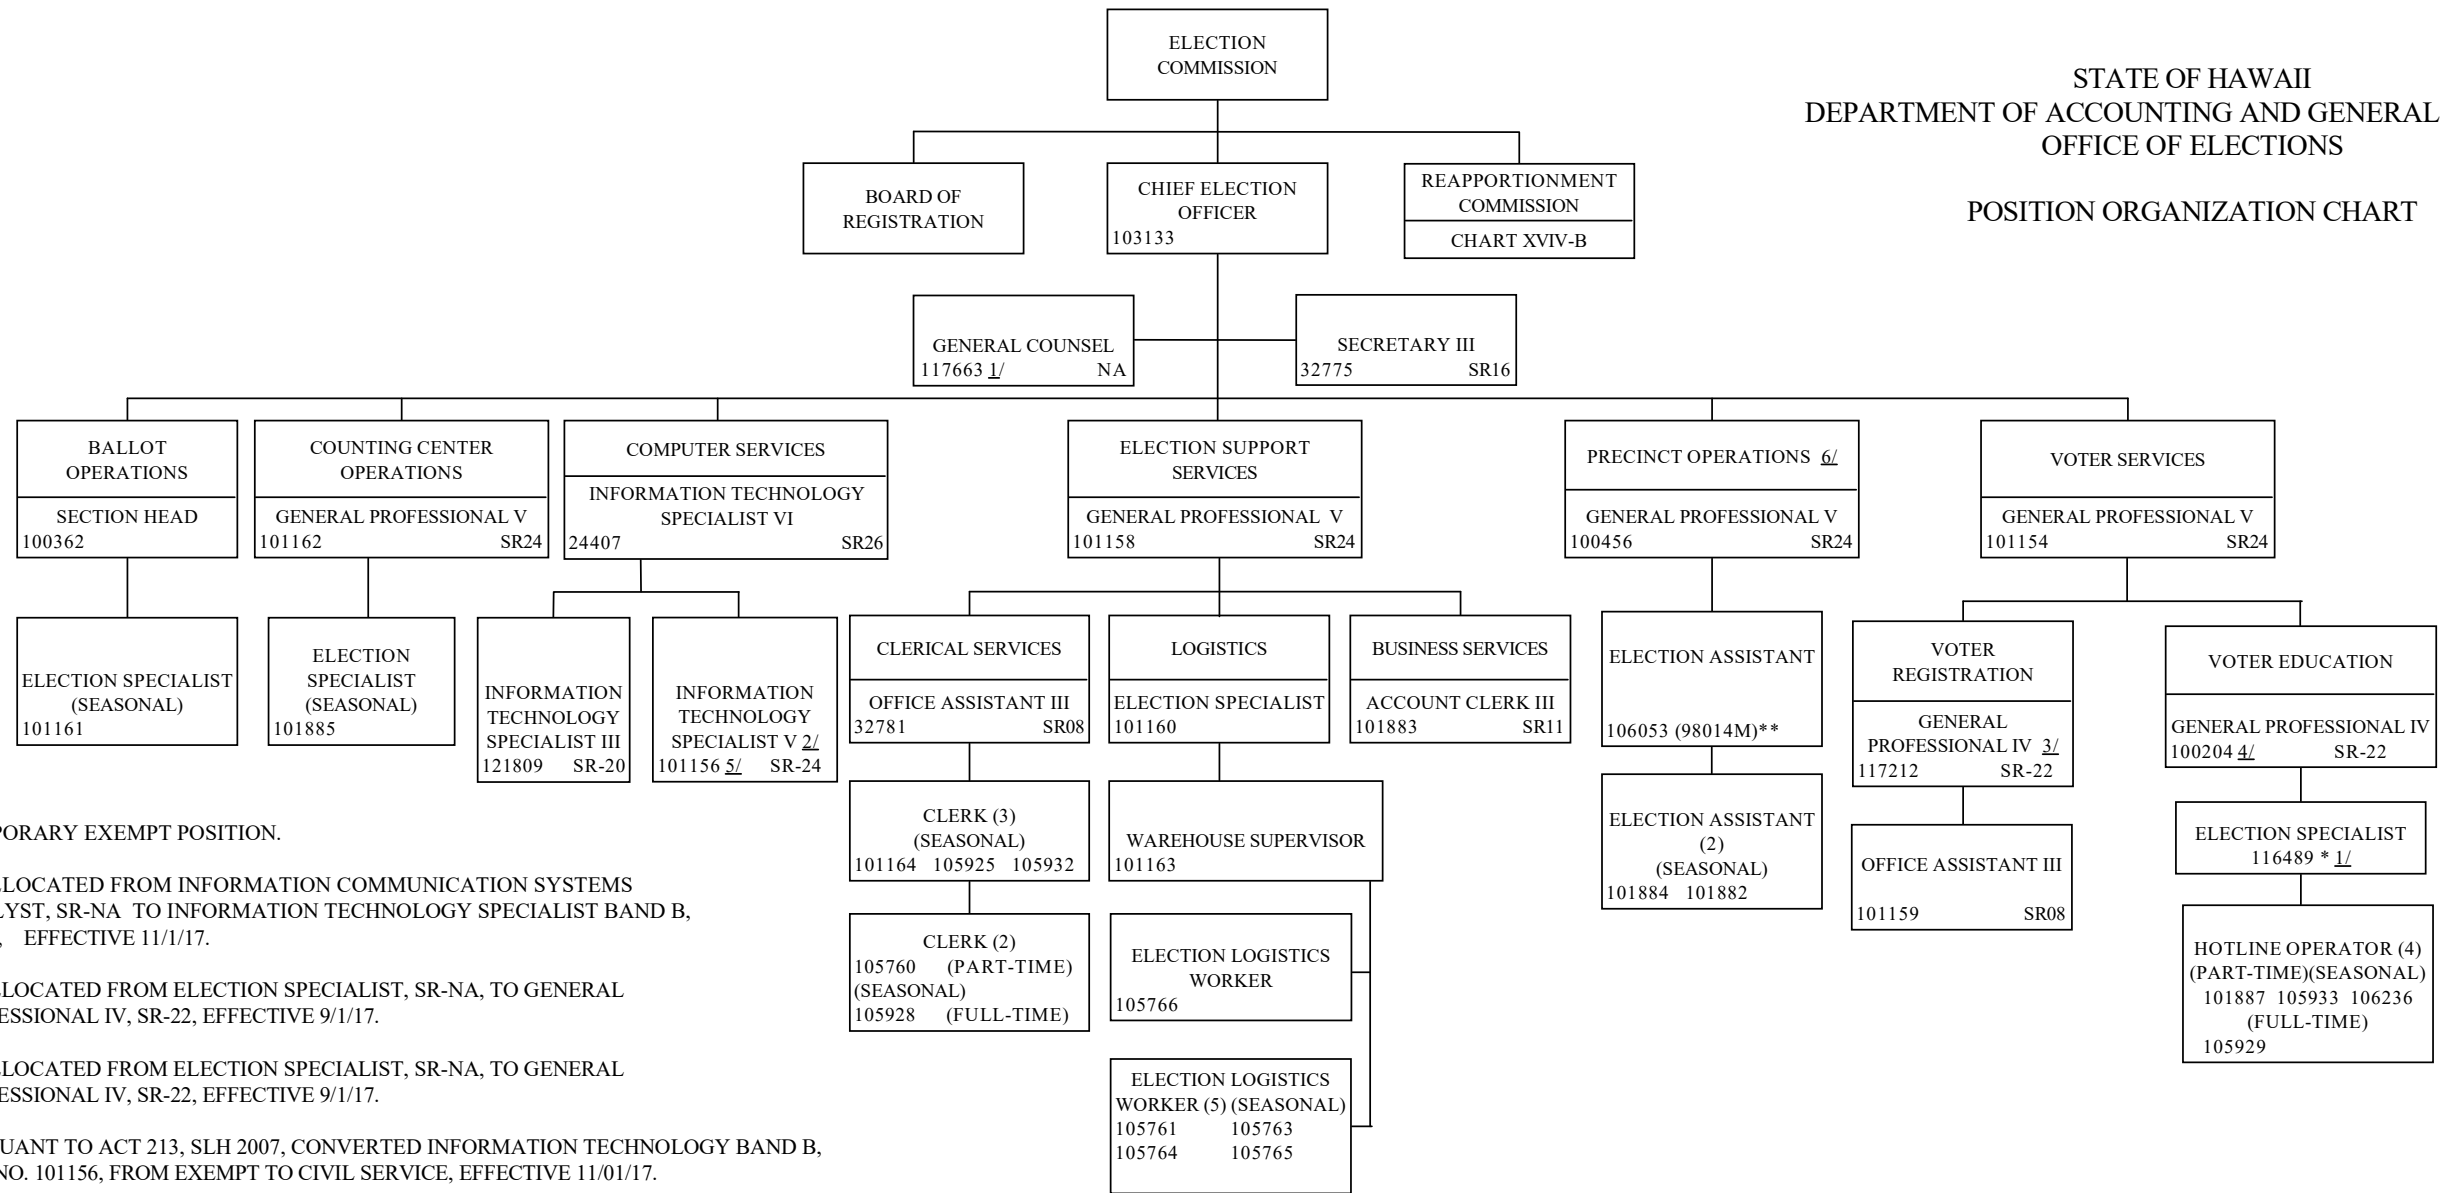 ELECTION
COMMISSION
STATE OF HAWAII
DEPARTMENT OF ACCOUNTING AND GENERAL
OFFICE OF ELECTIONS
POSITION ORGANIZATION CHART
BOARD OF
REGISTRATION
CHIEF ELECTION
OFFICER
103133
REAPPORTIONMENT
COMMISSION
CHART XVIV-B
GENERAL COUNSEL
117663 1/ NA
SECRETARY III
32775 SR16
BALLOT
OPERATIONS
SECTION HEAD
100362
COUNTING CENTER
OPERATIONS
GENERAL PROFESSIONAL V
101162 SR24
COMPUTER SERVICES
INFORMATION TECHNOLOGY
SPECIALIST VI
24407 SR26
ELECTION SUPPORT
SERVICES
GENERAL PROFESSIONAL V
101158 SR24
PRECINCT OPERATIONS 6/
GENERAL PROFESSIONAL V
100456 SR24
VOTER SERVICES
GENERAL PROFESSIONAL V
101154 SR24
ELECTION SPECIALIST
(SEASONAL)
101161
ELECTION
SPECIALIST
(SEASONAL)
101885
INFORMATION
TECHNOLOGY
SPECIALIST III
121809 SR-20
INFORMATION
TECHNOLOGY
SPECIALIST V 2/
101156 5/ SR-24
CLERICAL SERVICES
OFFICE ASSISTANT III
32781 SR08
LOGISTICS
ELECTION SPECIALIST
101160
BUSINESS SERVICES
ACCOUNT CLERK III
101883 SR11
ELECTION ASSISTANT
106053 (98014M)**
VOTER
REGISTRATION
GENERAL
PROFESSIONAL IV 3/
117212 SR-22
VOTER EDUCATION
GENERAL PROFESSIONAL IV
100204 4/ SR-22
CLERK (3)
(SEASONAL)
101164 105925 105932
WAREHOUSE SUPERVISOR
101163
ELECTION ASSISTANT
(2)
(SEASONAL)
101884 101882
OFFICE ASSISTANT III
101159 SR08
ELECTION SPECIALIST
116489 * 1/
CLERK (2)
105760 (PART-TIME)
(SEASONAL)
105928 (FULL-TIME)
ELECTION LOGISTICS
WORKER
105766
HOTLINE OPERATOR (4)
(PART-TIME)(SEASONAL)
101887 105933 106236
(FULL-TIME)
105929
ELECTION LOGISTICS
WORKER (5) (SEASONAL)
105761 105763
105764 105765
PORARY EXEMPT POSITION.
LLOCATED FROM INFORMATION COMMUNICATION SYSTEMS
LYST, SR-NA TO INFORMATION TECHNOLOGY SPECIALIST BAND B,
, EFFECTIVE 11/1/17.
LLOCATED FROM ELECTION SPECIALIST, SR-NA, TO GENERAL
ESSIONAL IV, SR-22, EFFECTIVE 9/1/17.
LLOCATED FROM ELECTION SPECIALIST, SR-NA, TO GENERAL
ESSIONAL IV, SR-22, EFFECTIVE 9/1/17.
UANT TO ACT 213, SLH 2007, CONVERTED INFORMATION TECHNOLOGY BAND B,
NO. 101156, FROM EXEMPT TO CIVIL SERVICE, EFFECTIVE 11/01/17.